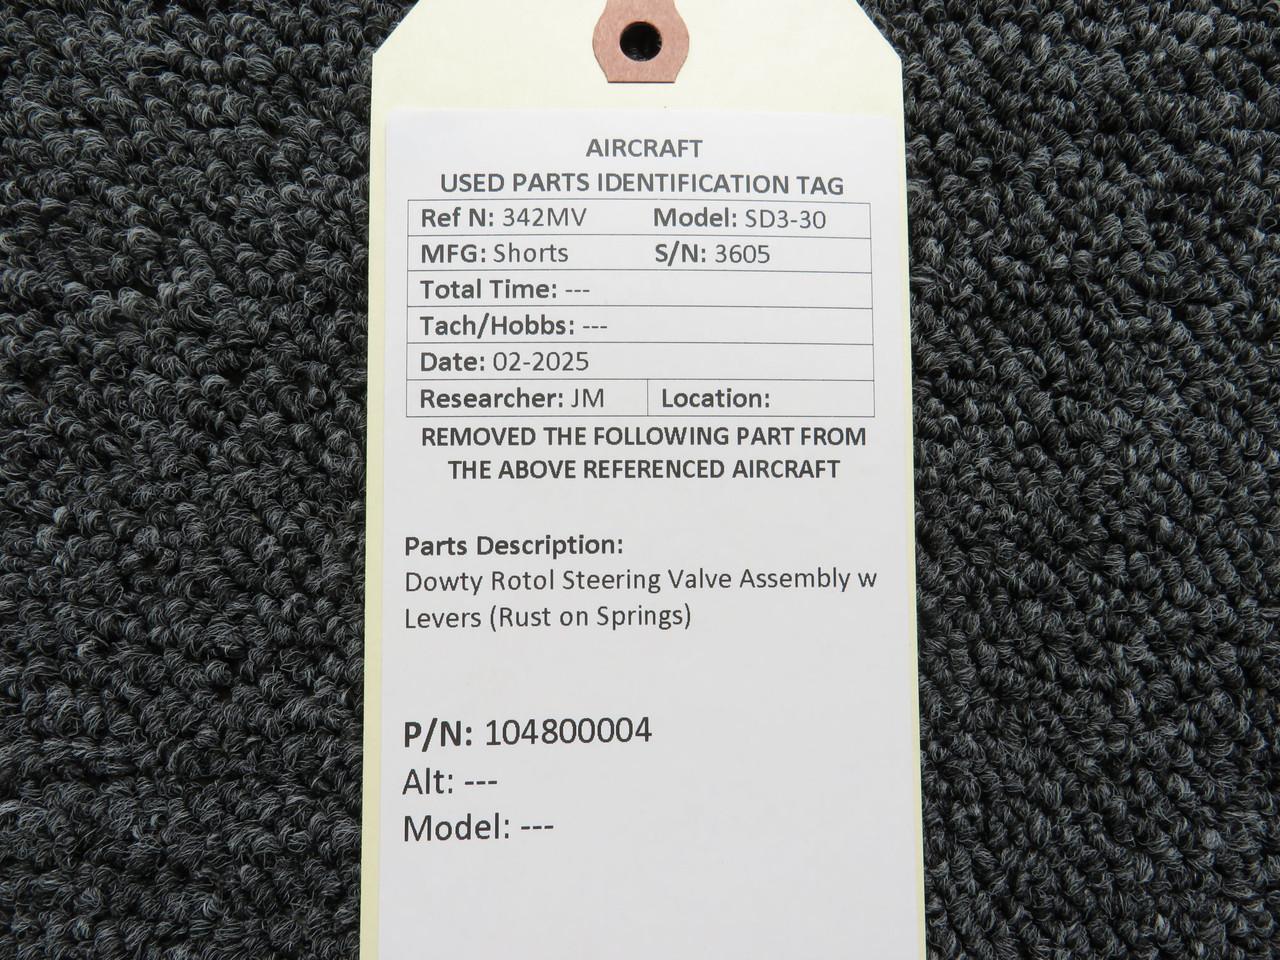 AIRCRAFT
USED PARTS IDENTIFICATION TAG
Ref N: 342MV Model: SD3-30
MFG: Shorts S/N: 3605
Total Time: ---
Tach/Hobbs: ---
Date: 02-2025
Researcher: JM Location:
REMOVED THE FOLLOWING PART FROM
THE ABOVE REFERENCED AIRCRAFT
Parts Description:
Dowty Rotol Steering Valve Assembly w
Levers (Rust on Springs)
P/N: 104800004
Alt: ---
Model: ---